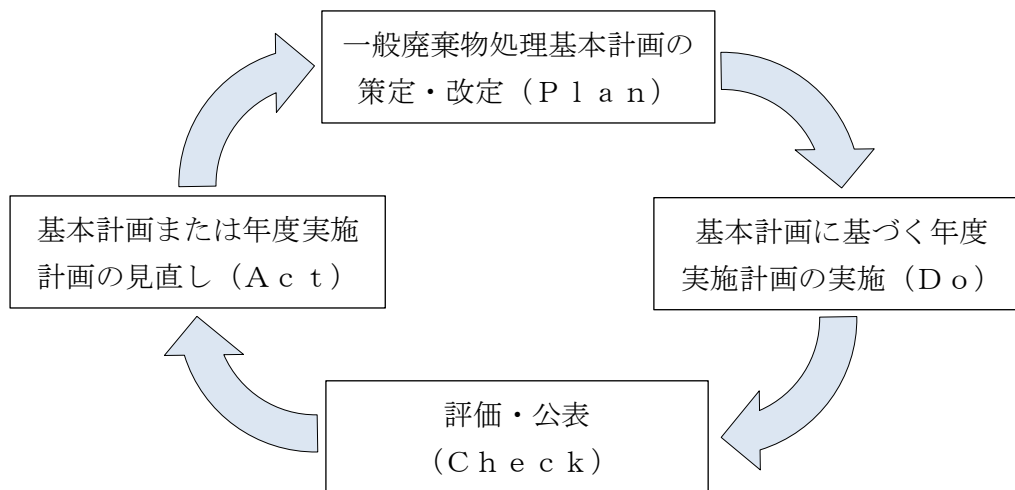 一般廃棄物処理基本計画の
策定・改定（Ｐｌａｎ）
基本計画に基づく年度
実施計画の実施（Ｄｏ）
評価・公表
（Ｃｈｅｃｋ）
基本計画または年度実施
計画の見直し（Ａｃｔ）